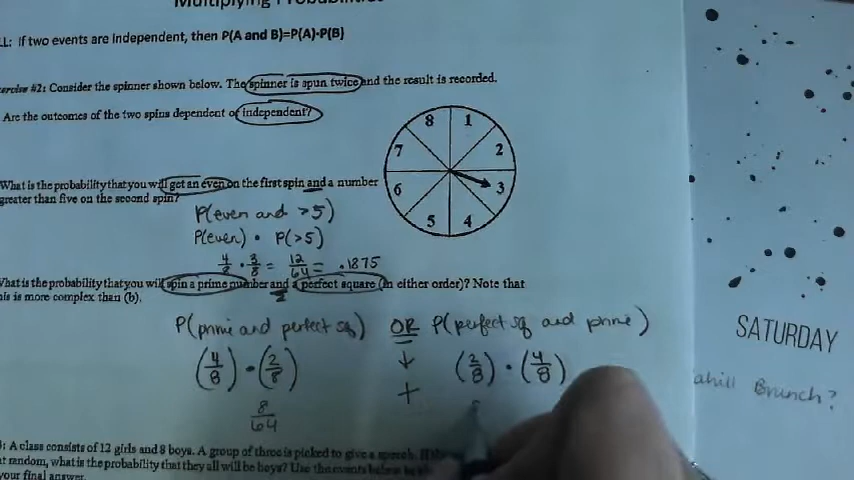 Multiplying Probabilities
LL: If two events are Independent, then P(A and B)=P(A)·P(B)
Exercise #2: Consider the spinner shown below. The spinner is spun twice and the result is recorded.
Are the outcomes of the two spins dependent or independent?
8 1
7 2
6 3
5 4
What is the probability that you will get an even on the first spin and a number
greater than five on the second spin?
P(even and >5)
P(even) · P(>5)
4/8 · 3/8 = 12/64 = .1875
What is the probability that you will spin a prime number and a perfect square (in either order)? Note that
his is more complex than (b).
P(prime and perfect sq) OR P(perfect sq and prime)
(4/8) · (2/8) ↓ (2/8) · (4/8)
+
8/64
SATURDAY
ahill Brunch?
: A class consists of 12 girls and 8 boys. A group of three is picked to give a speech. If
at random, what is the probability that they all will be boys? Use the events
your final answer.